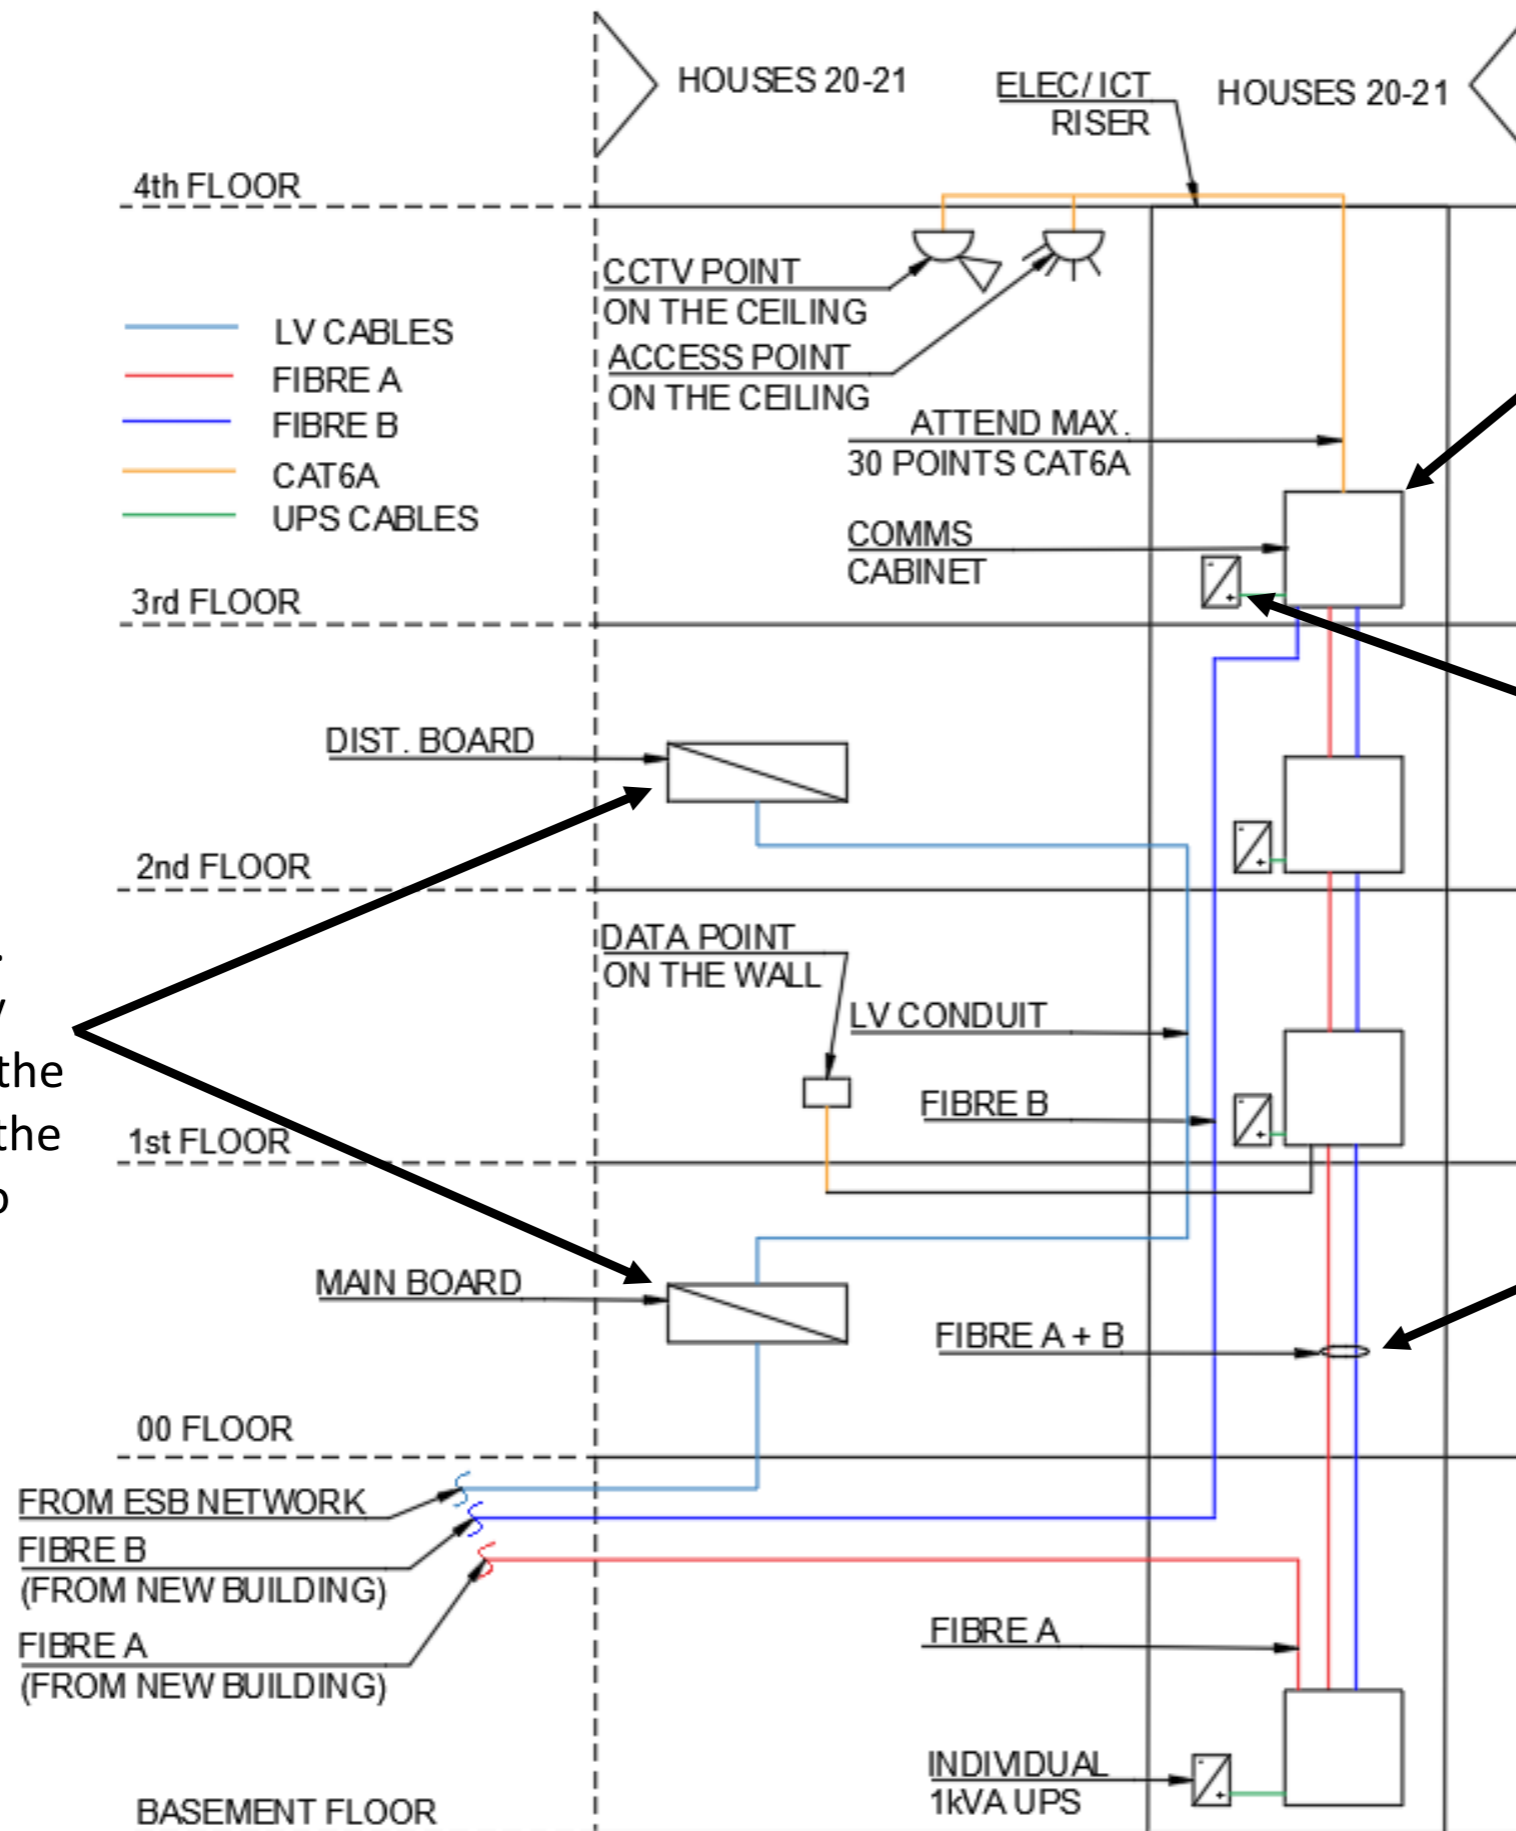 HOUSES 20-21
ELEC/ ICT
RISER
HOUSES 20-21
4th FLOOR
CCTV POINT
ON THE CEILING
ACCESS POINT
ON THE CEILING
LV CABLES
FIBRE A
FIBRE B
CAT6A
UPS CABLES
ATTEND MAX.
30 POINTS CAT6A
COMMS
CABINET
- +
3rd FLOOR
DIST. BOARD
- +
2nd FLOOR
DATA POINT
ON THE WALL
LV CONDUIT
the
the
FIBRE B
- +
1st FLOOR
MAIN BOARD
FIBRE A + B
00 FLOOR
FROM ESB NETWORK
FIBRE B
(FROM NEW BUILDING)
FIBRE A
(FROM NEW BUILDING)
FIBRE A
INDIVIDUAL
1kVA UPS
- +
BASEMENT FLOOR